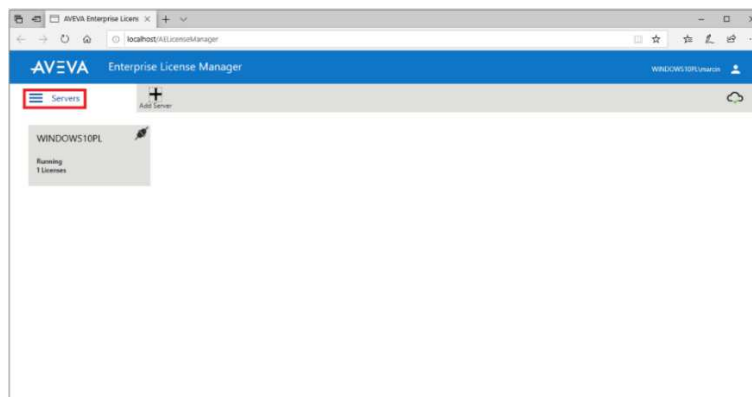 AVEVA Enterprise Licens
localhost/AELicenseManager
AVEVA Enterprise License Manager
WINDOWS10PL\marcin
Servers
Add Server
WINDOWS10PL
Running
1 Licenses